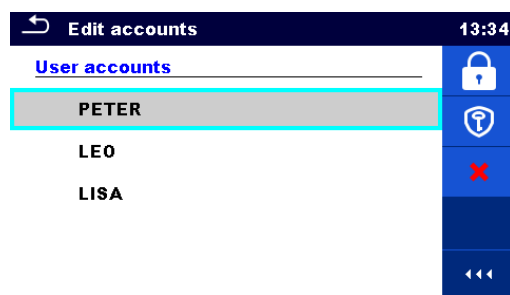 Edit accounts 13:34
User accounts
PETER
LEO
LISA